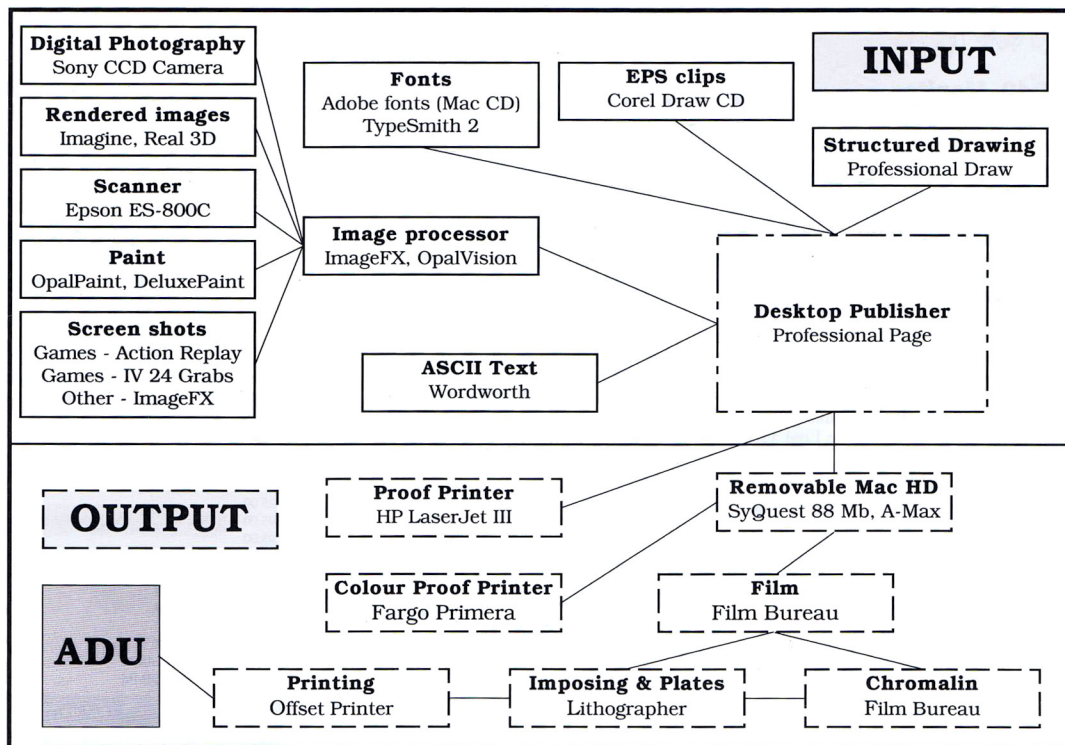 Digital Photography
Sony CCD Camera
Rendered images
Imagine, Real 3D
Scanner
Epson ES-800C
Paint
OpalPaint, DeluxePaint
Screen shots
Games - Action Replay
Games - IV 24 Grabs
Other - ImageFX
Fonts
Adobe fonts (Mac CD)
TypeSmith 2
EPS clips
Corel Draw CD
INPUT
Structured Drawing
Professional Draw
Image processor
ImageFX, OpalVision
ASCII Text
Wordworth
Desktop Publisher
Professional Page
OUTPUT
Proof Printer
HP LaserJet III
Removable Mac HD
SyQuest 88 Mb, A-Max
Colour Proof Printer
Fargo Primera
Film
Film Bureau
ADU
Printing
Offset Printer
Imposing & Plates
Lithographer
Chromalin
Film Bureau